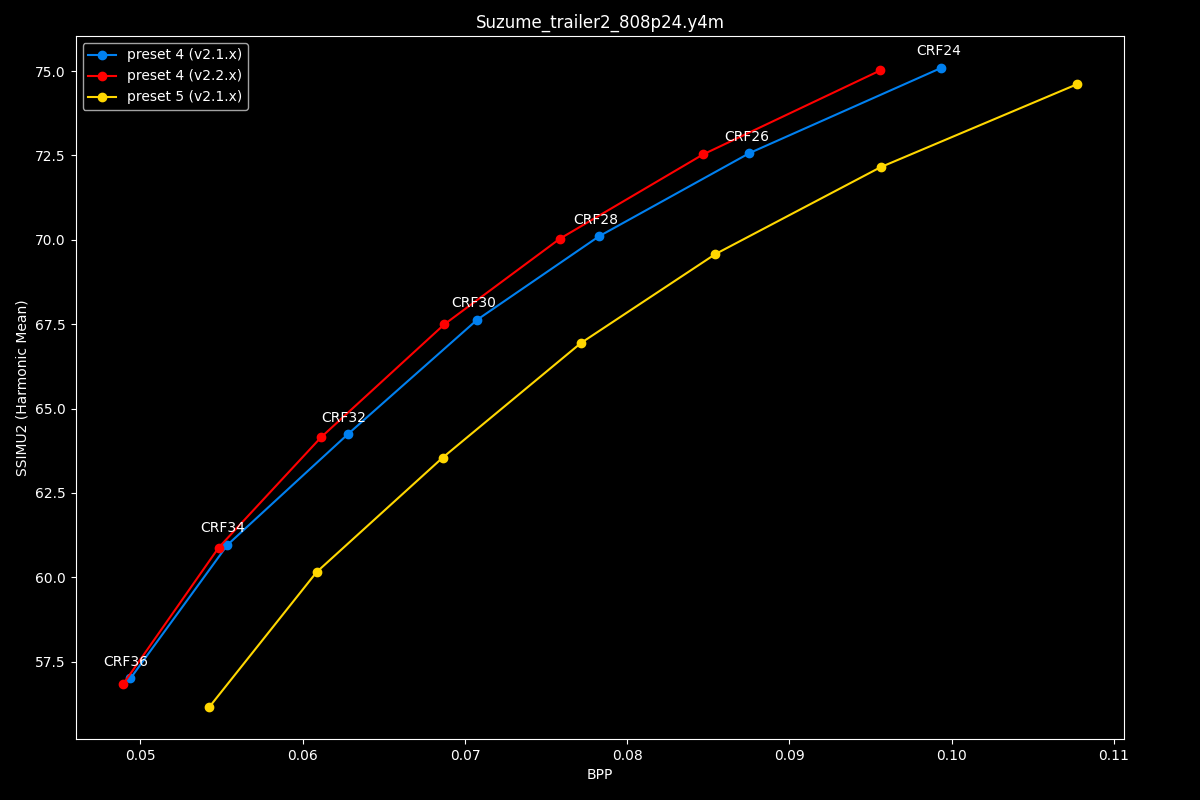 Suzume_trailer2_808p24.y4m
preset 4 (v2.1.x)
preset 4 (v2.2.x)
preset 5 (v2.1.x)
CRF24
CRF26
CRF28
CRF30
CRF32
CRF34
CRF36
75.0
72.5
70.0
67.5
65.0
62.5
60.0
57.5
SSIMU2 (Harmonic Mean)
0.05 0.06 0.07 0.08 0.09 0.10 0.11
BPP